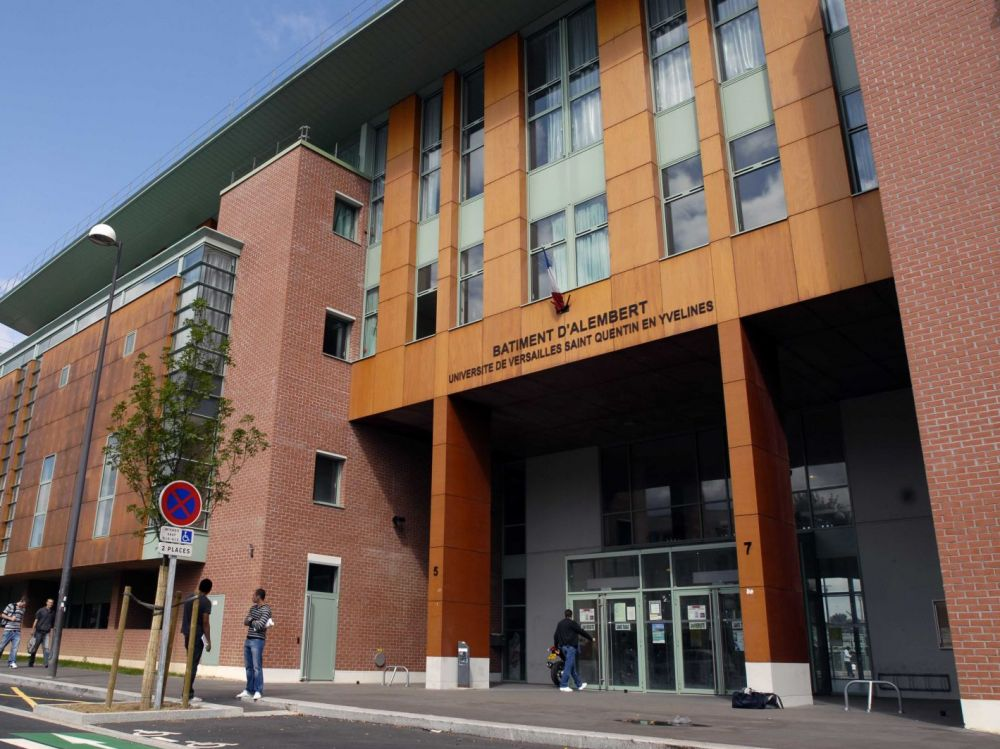 BATIMENT D'ALEMBERT
UNIVERSITE DE VERSAILLES SAINT QUENTIN EN YVELINES
5
7
2 PLACES